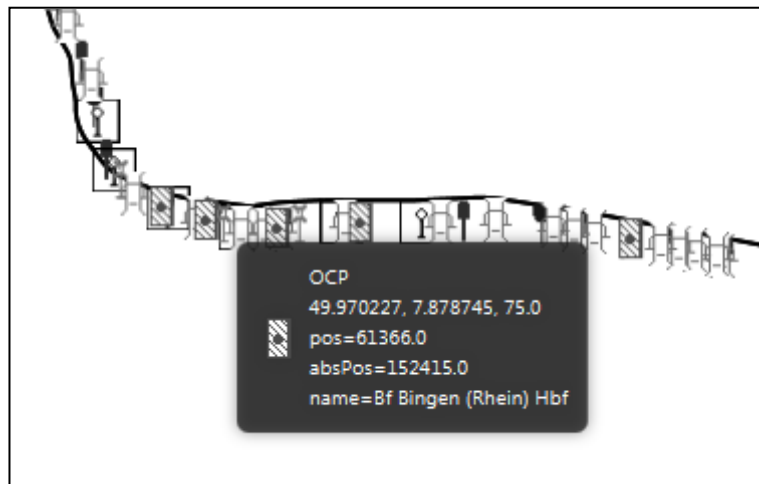 OCP
49.970227, 7.878745, 75.0
pos=61366.0
absPos=152415.0
name=Bf Bingen (Rhein) Hbf